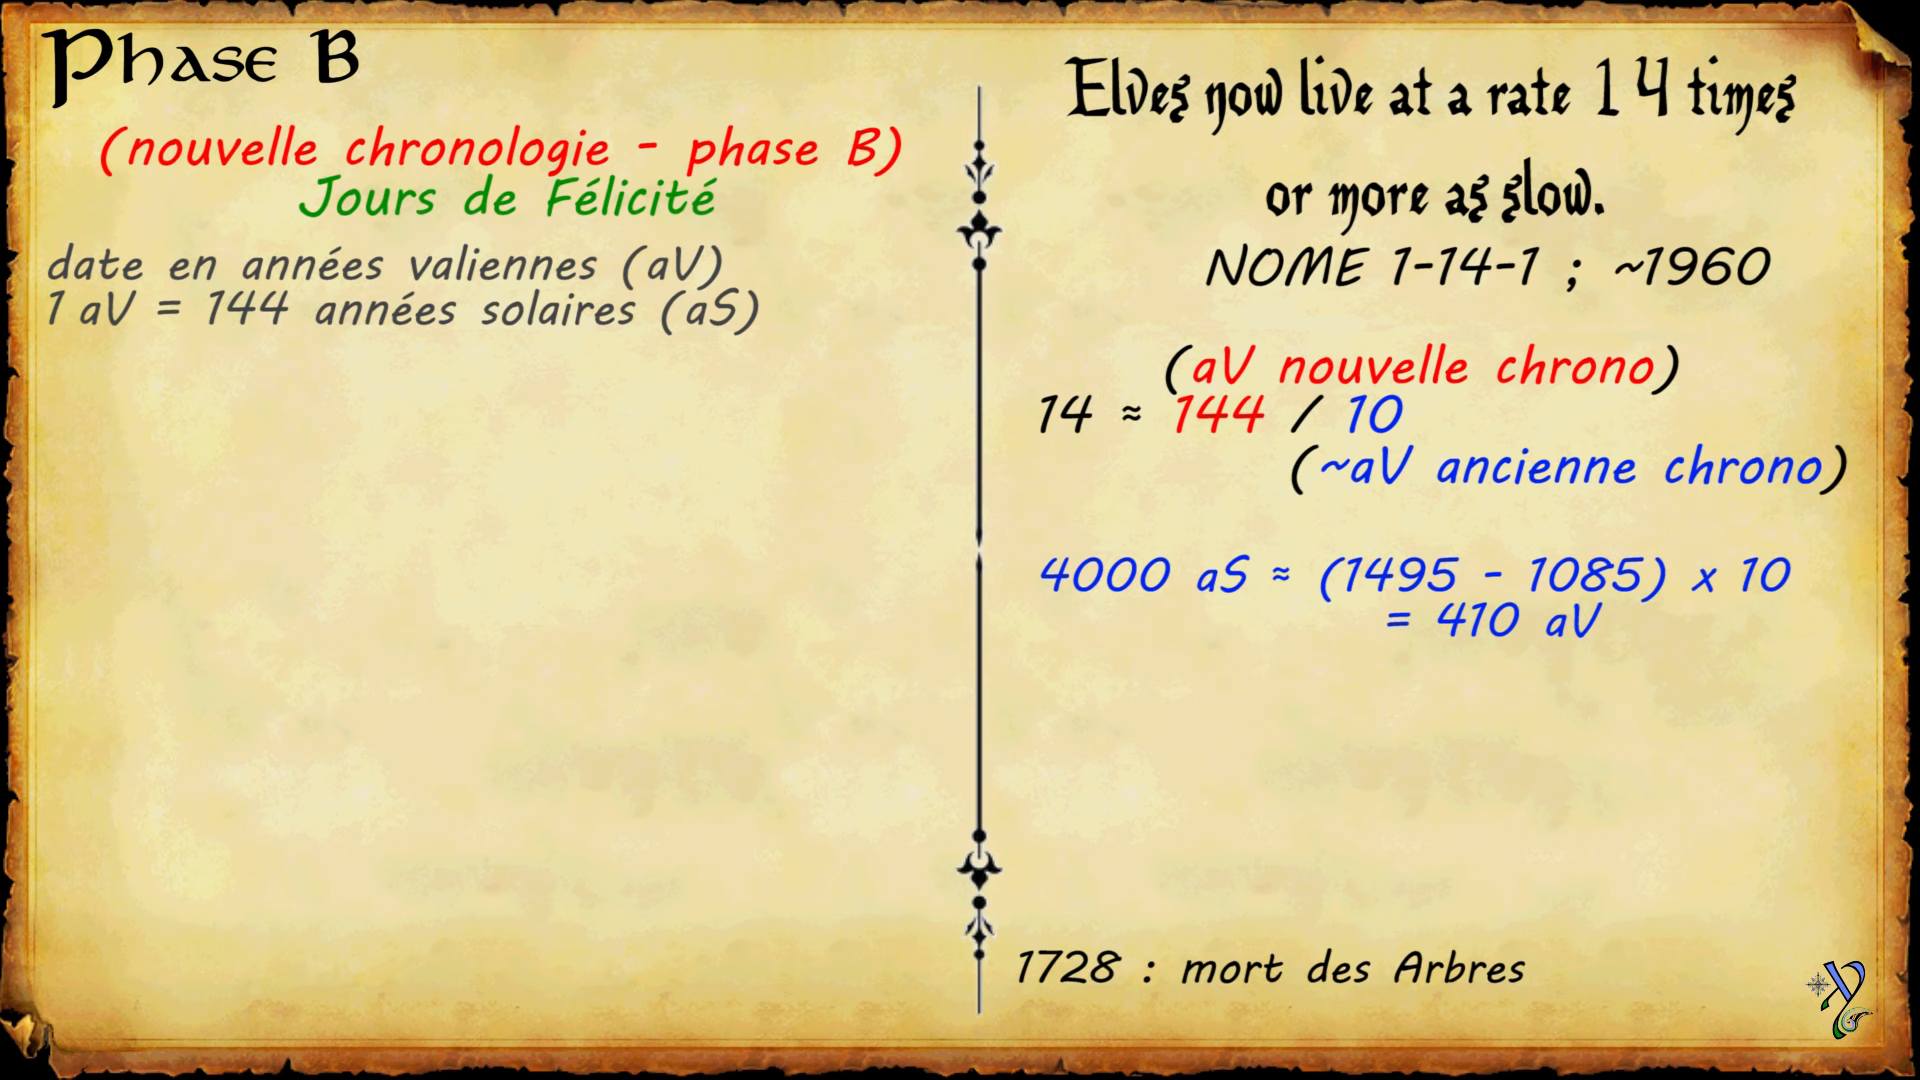 Phase B
(nouvelle chronologie - phase B)
Jours de Félicité
date en années valiennes (aV)
1 aV = 144 années solaires (aS)
Elves now live at a rate 14 times
or more as slow.
NOME 1-14-1 ; ~1960
(aV nouvelle chrono)
14 ≈ 144 / 10
(~aV ancienne chrono)
4000 aS ≈ (1495 - 1085) x 10
= 410 aV
1728 : mort des Arbres